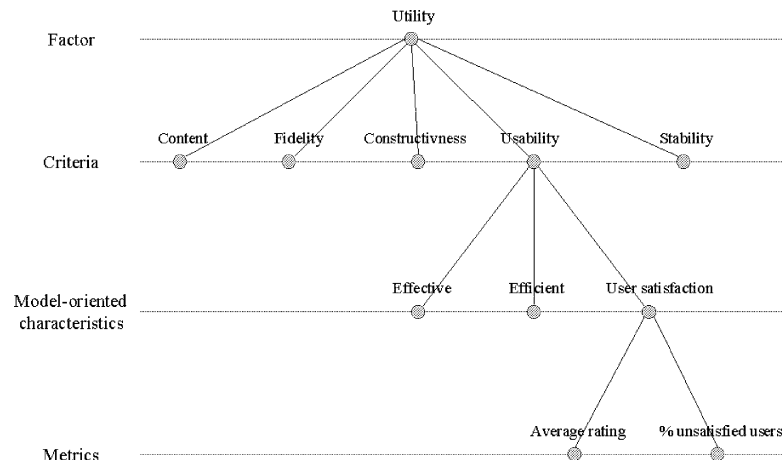 Utility
Factor
Content
Fidelity
Constructivness
Usability
Stability
Criteria
Effective
Efficient
User satisfaction
Model-oriented
characteristics
Average rating
% unsatisfied users
Metrics